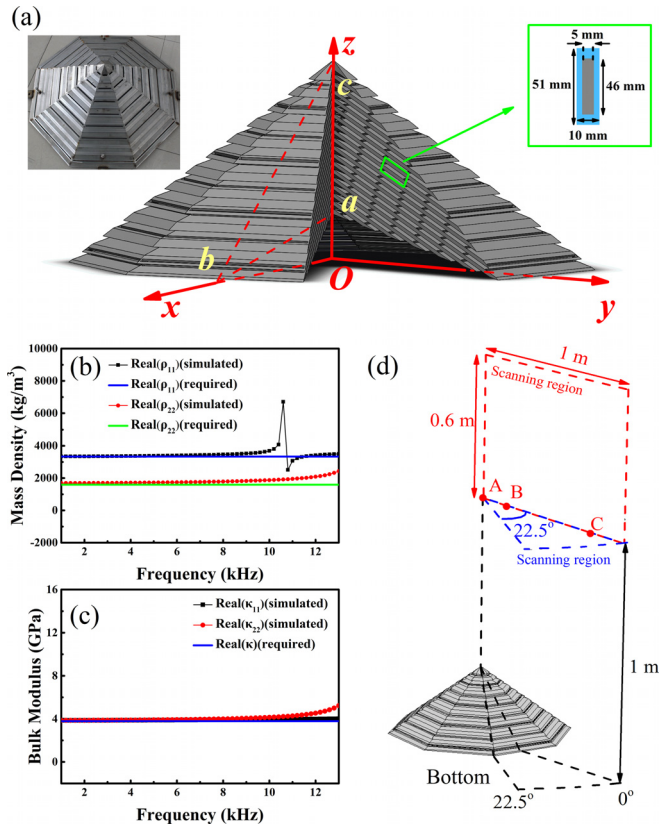 (a)
z
c
a
b
O
x
y
5 mm
51 mm
46 mm
10 mm
(b)
10000
8000
6000
4000
2000
0
-2000
Mass Density (kg/m³)
Real(ρ₁₁)(simulated)
Real(ρ₁₁)(required)
Real(ρ₂₂)(simulated)
Real(ρ₂₂)(required)
2 4 6 8 10 12
Frequency (kHz)
(c)
16
12
8
4
0
Bulk Modulus (GPa)
Real(κ₁₁)(simulated)
Real(κ₂₂)(simulated)
Real(κ)(required)
2 4 6 8 10 12
Frequency (kHz)
(d)
1 m
Scanning region
0.6 m
A
B
C
22.5°
Scanning region
1 m
Bottom
22.5°
0°